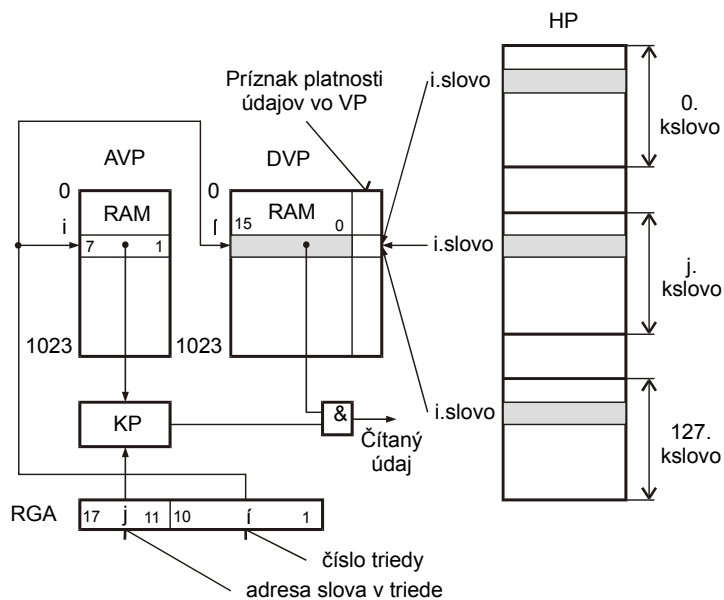 HP
Príznak platnosti
údajov vo VP
i.slovo
0.
kslovo
AVP
DVP
0
0
RAM
RAM
i
í
7
1
15
0
i.slovo
j.
kslovo
1023
1023
KP
&
i.slovo
Čítaný
údaj
127.
kslovo
RGA
17
j
11
10
í
1
číslo triedy
adresa slova v triede